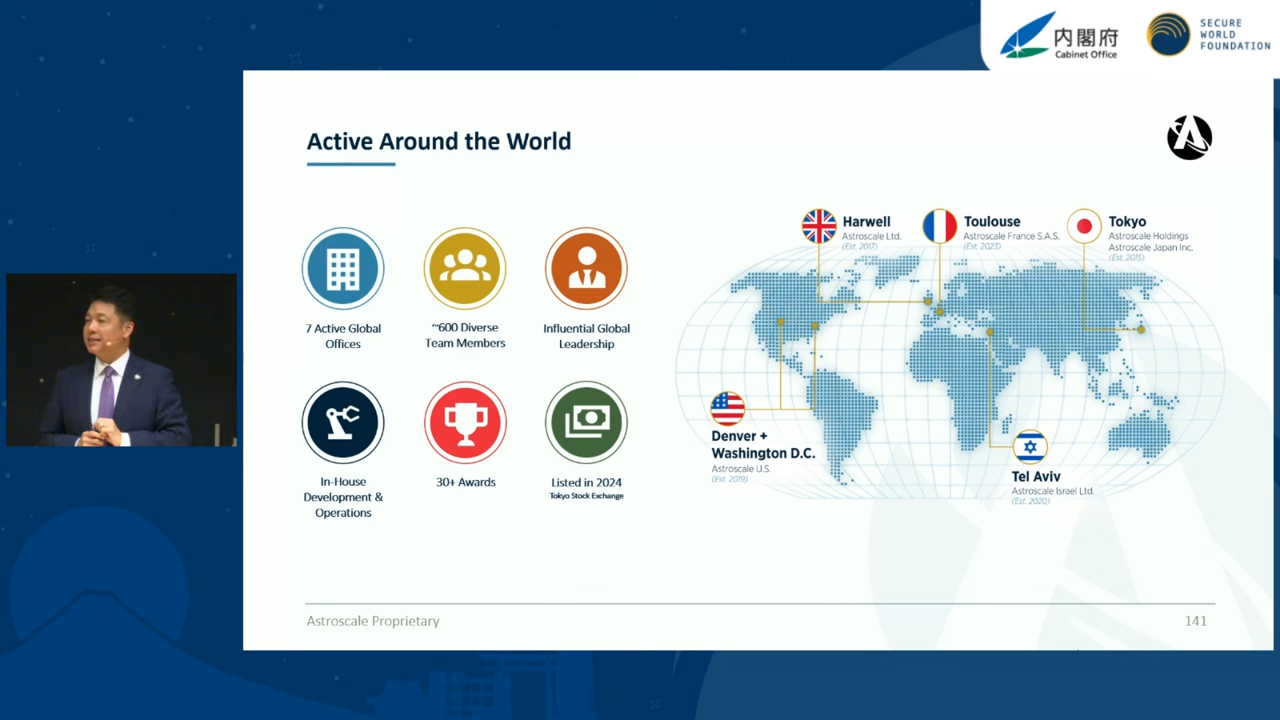 内閣府
Cabinet Office
SECURE
WORLD
FOUNDATION
Active Around the World
7 Active Global
Offices
~600 Diverse
Team Members
Influential Global
Leadership
In-House
Development &
Operations
30+ Awards
Listed in 2024
Tokyo Stock Exchange
Harwell
Astroscale Ltd.
(Est. 2017)
Toulouse
Astroscale France S.A.S.
(Est. 2023)
Tokyo
Astroscale Holdings
Astroscale Japan Inc.
(Est. 2015)
Denver +
Washington D.C.
Astroscale U.S.
(Est. 2019)
Tel Aviv
Astroscale Israel Ltd.
(Est. 2020)
Astroscale Proprietary
141